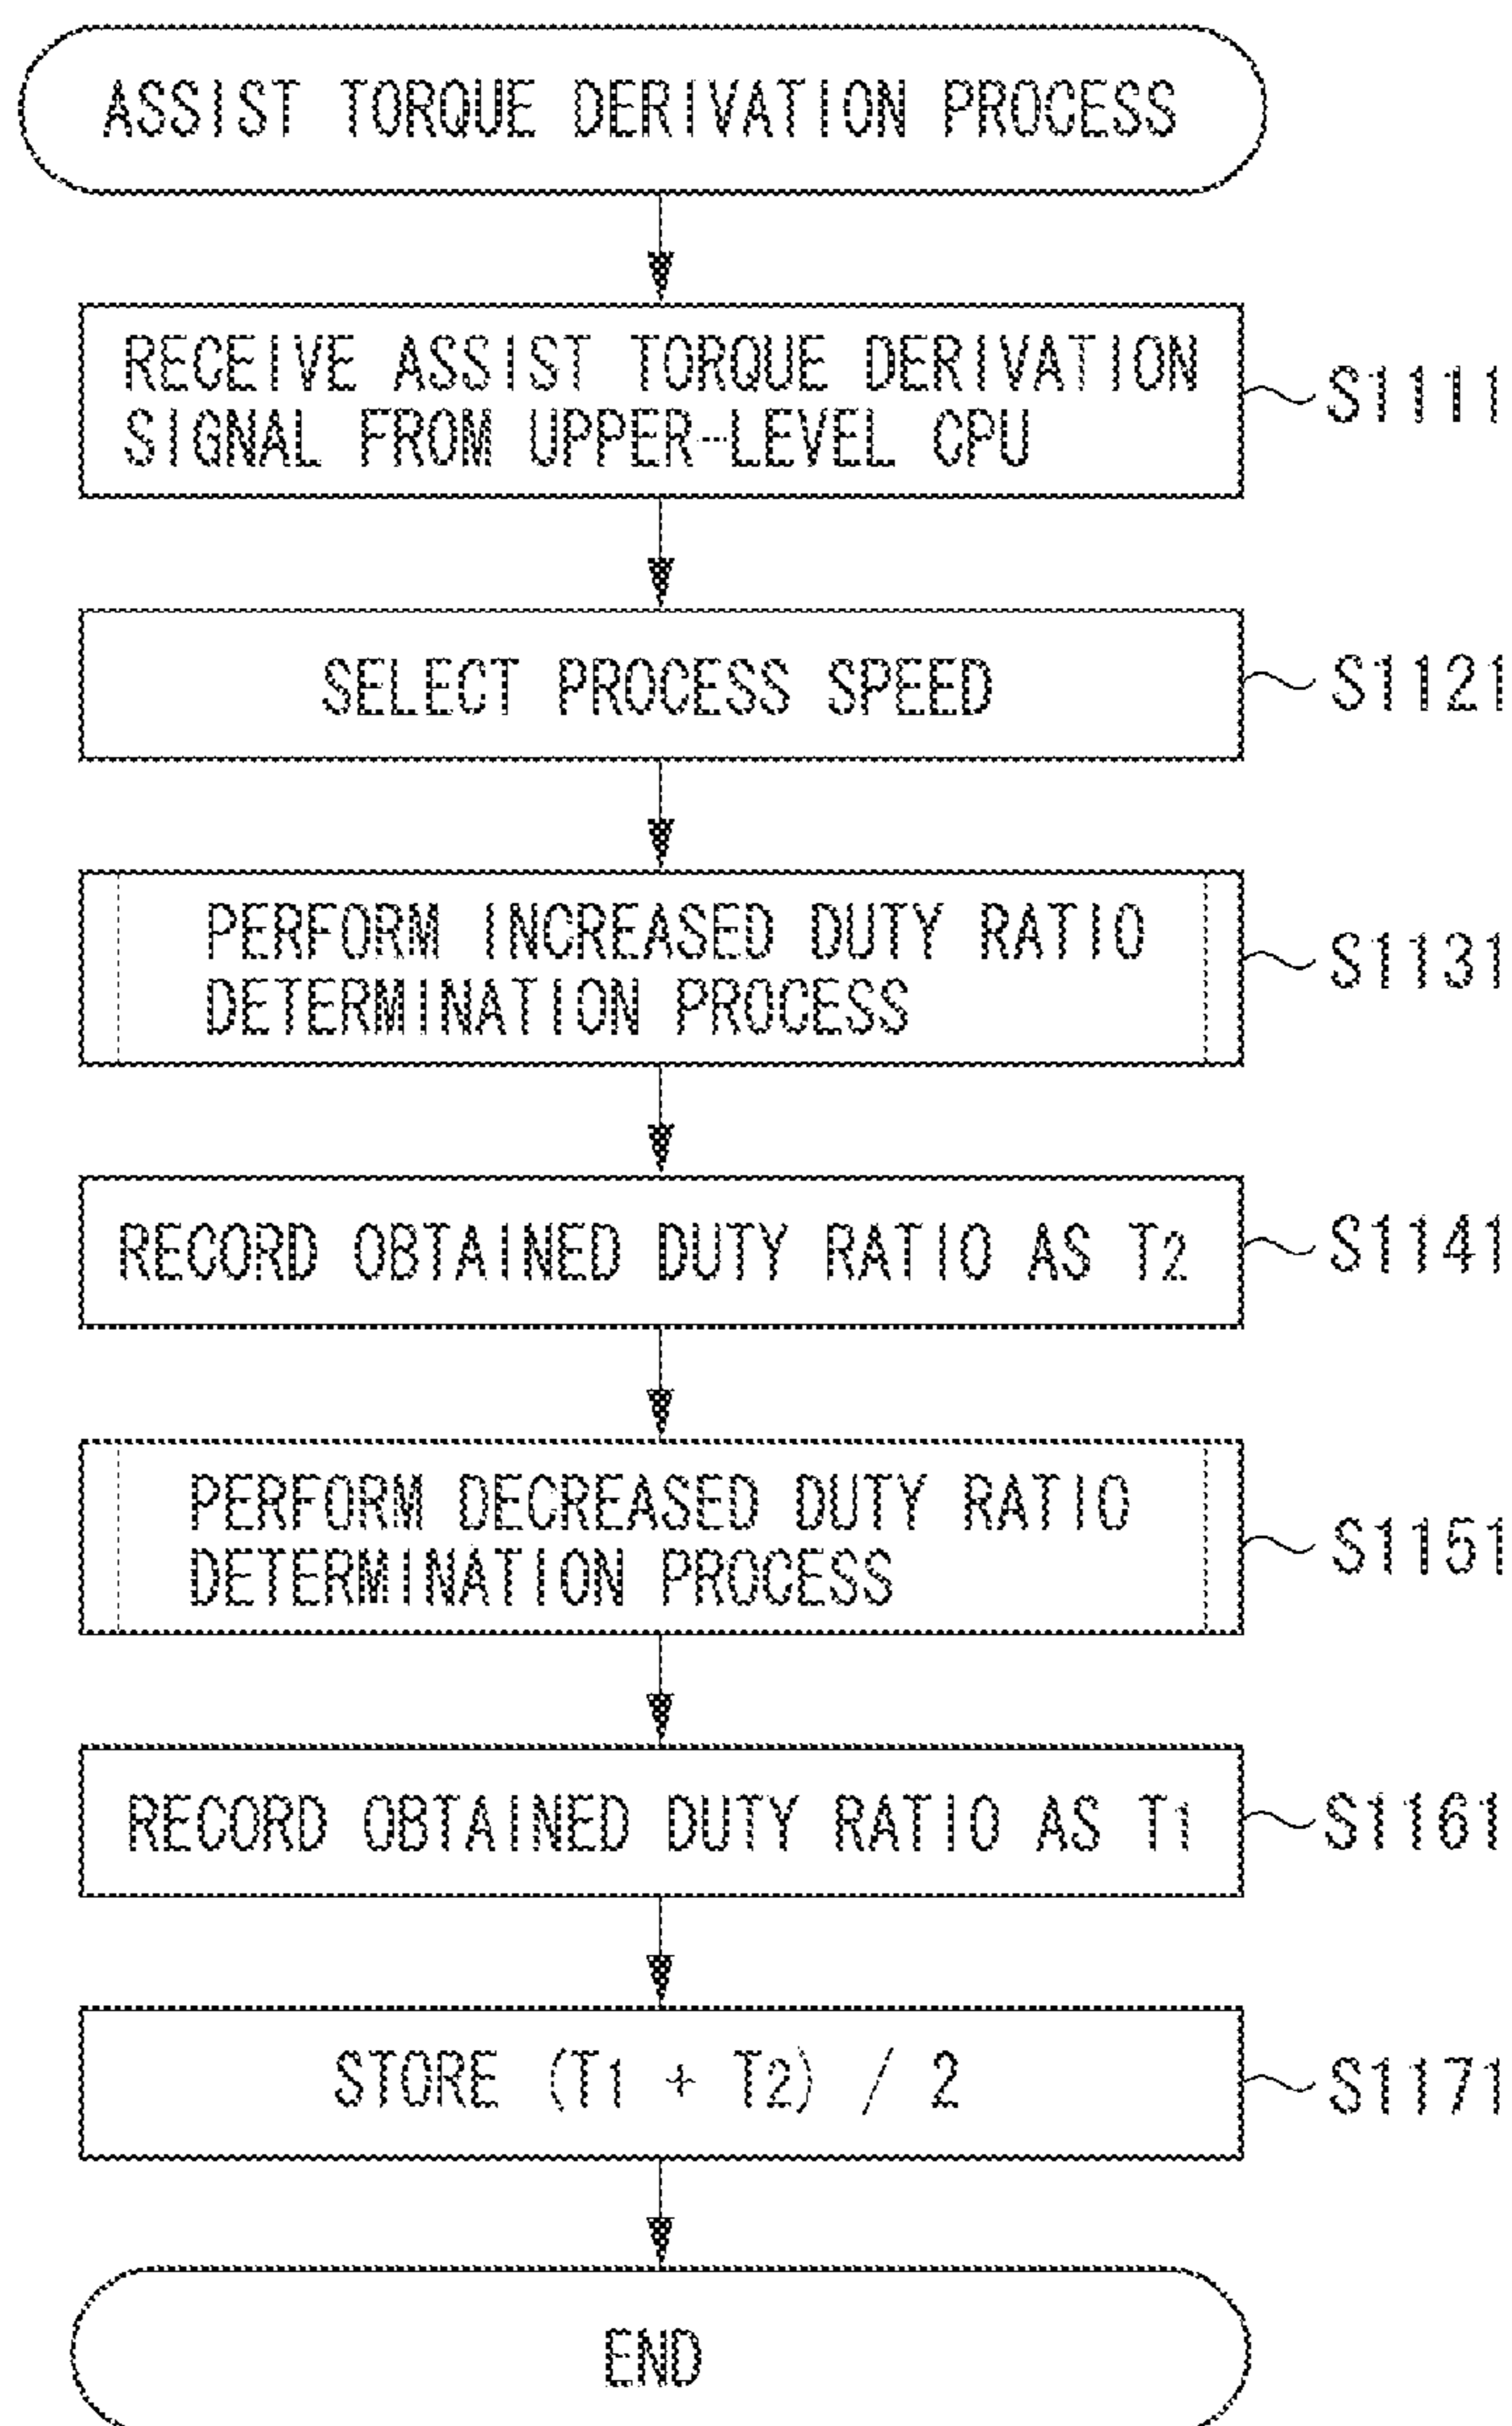 ASSIST TORQUE DERIVATION PROCESS
RECEIVE ASSIST TORQUE DERIVATION
SIGNAL FROM UPPER-LEVEL CPU
S1111
SELECT PROCESS SPEED
S1121
PERFORM INCREASED DUTY RATIO
DETERMINATION PROCESS
S1131
RECORD OBTAINED DUTY RATIO AS T2
S1141
PERFORM DECREASED DUTY RATIO
DETERMINATION PROCESS
S1151
RECORD OBTAINED DUTY RATIO AS T1
S1161
STORE (T1 + T2) / 2
S1171
END